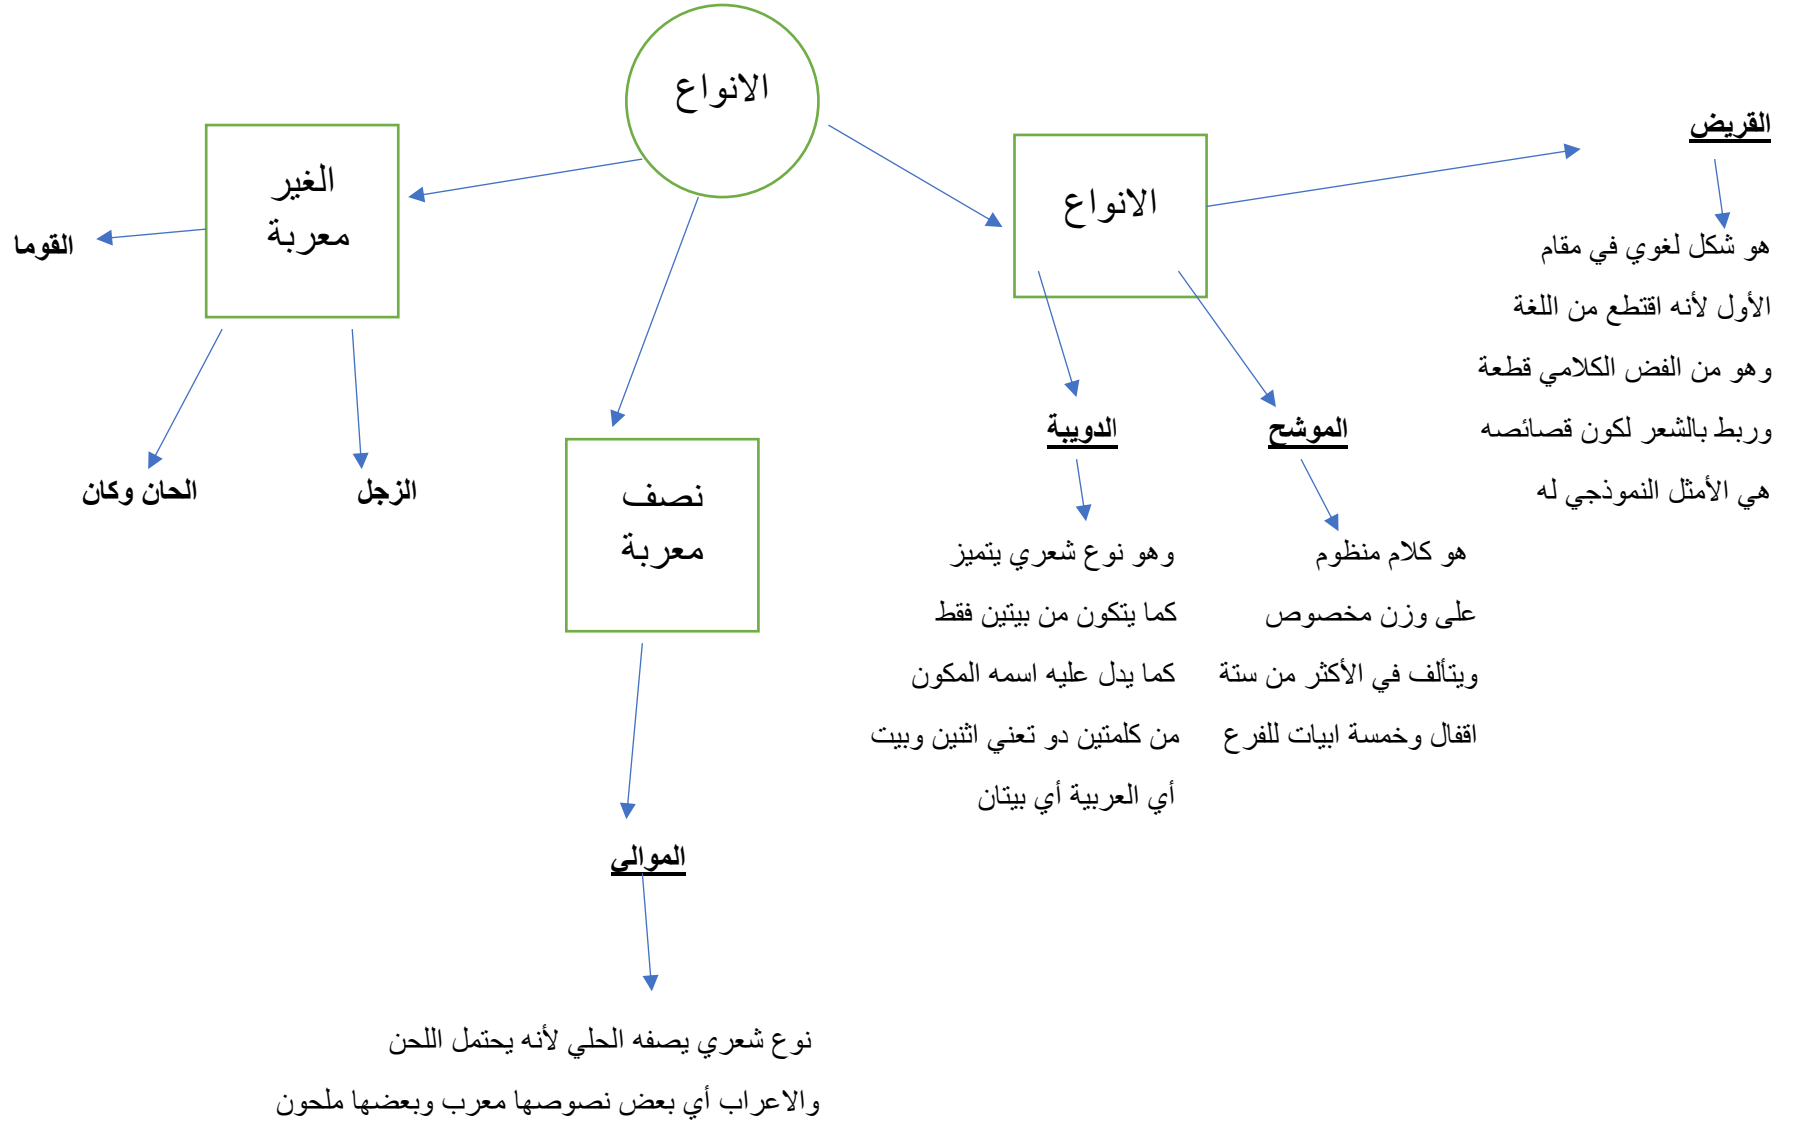 الانواع
الانواع
القريض
هو شكل لغوي في مقام
الأول لأنه اقتطع من اللغة
وهو من الفض الكلامي قطعة
وربط بالشعر لكون قصائصه
هي الأمثل النموذجي له
الموشح
هو كلام منظوم
على وزن مخصوص
ويتألف في الأكثر من ستة
اقفال وخمسة ابيات للفرع
الدويبة
وهو نوع شعري يتميز
كما يتكون من بيتين فقط
كما يدل عليه اسمه المكون
من كلمتين دو تعني اثنين وبيت
أي العربية أي بيتان
نصف
معربة
الموالي
نوع شعري يصفه الحلي لأنه يحتمل اللحن
والاعراب أي بعض نصوصها معرب وبعضها ملحون
الغير
معربة
الزجل
الحان وكان
القوما